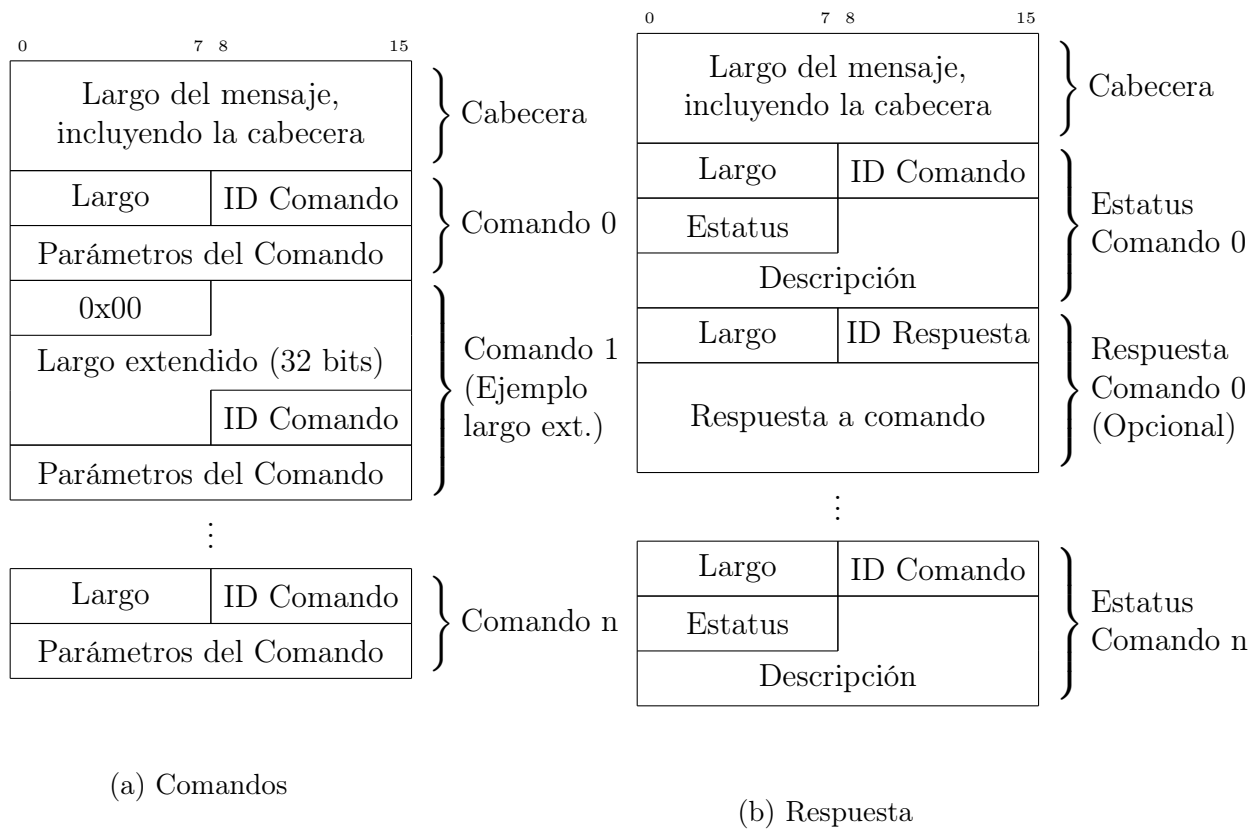 0 7 8 15
Largo del mensaje,
incluyendo la cabecera
Cabecera
Largo ID Comando
Parámetros del Comando
Comando 0
0x00
Largo extendido (32 bits)
ID Comando
Parámetros del Comando
Comando 1
(Ejemplo
largo ext.)
⋮
Largo ID Comando
Parámetros del Comando
Comando n
(a) Comandos
0 7 8 15
Largo del mensaje,
incluyendo la cabecera
Cabecera
Largo ID Comando
Estatus
Descripción
Estatus
Comando 0
Largo ID Respuesta
Respuesta a comando
Respuesta
Comando 0
(Opcional)
⋮
Largo ID Comando
Estatus
Descripción
Estatus
Comando n
(b) Respuesta